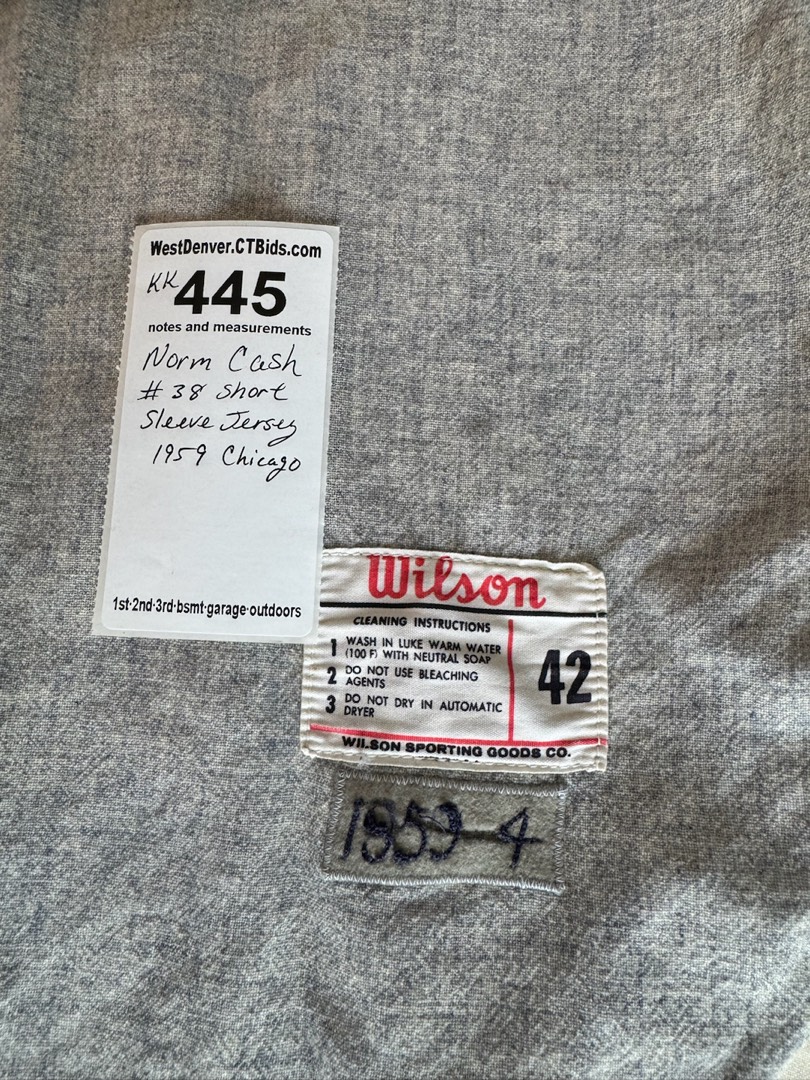 WestDenver.CTBids.com
KK 445
notes and measurements
Norm Cash
# 38 short
Sleeve Jersey
1959 Chicago
1st·2nd·3rd·bsmt·garage·outdoors
Wilson
CLEANING INSTRUCTIONS
1 WASH IN LUKE WARM WATER
(100 F) WITH NEUTRAL SOAP
2 DO NOT USE BLEACHING
AGENTS
3 DO NOT DRY IN AUTOMATIC
DRYER
42
WILSON SPORTING GOODS CO.
1959-4